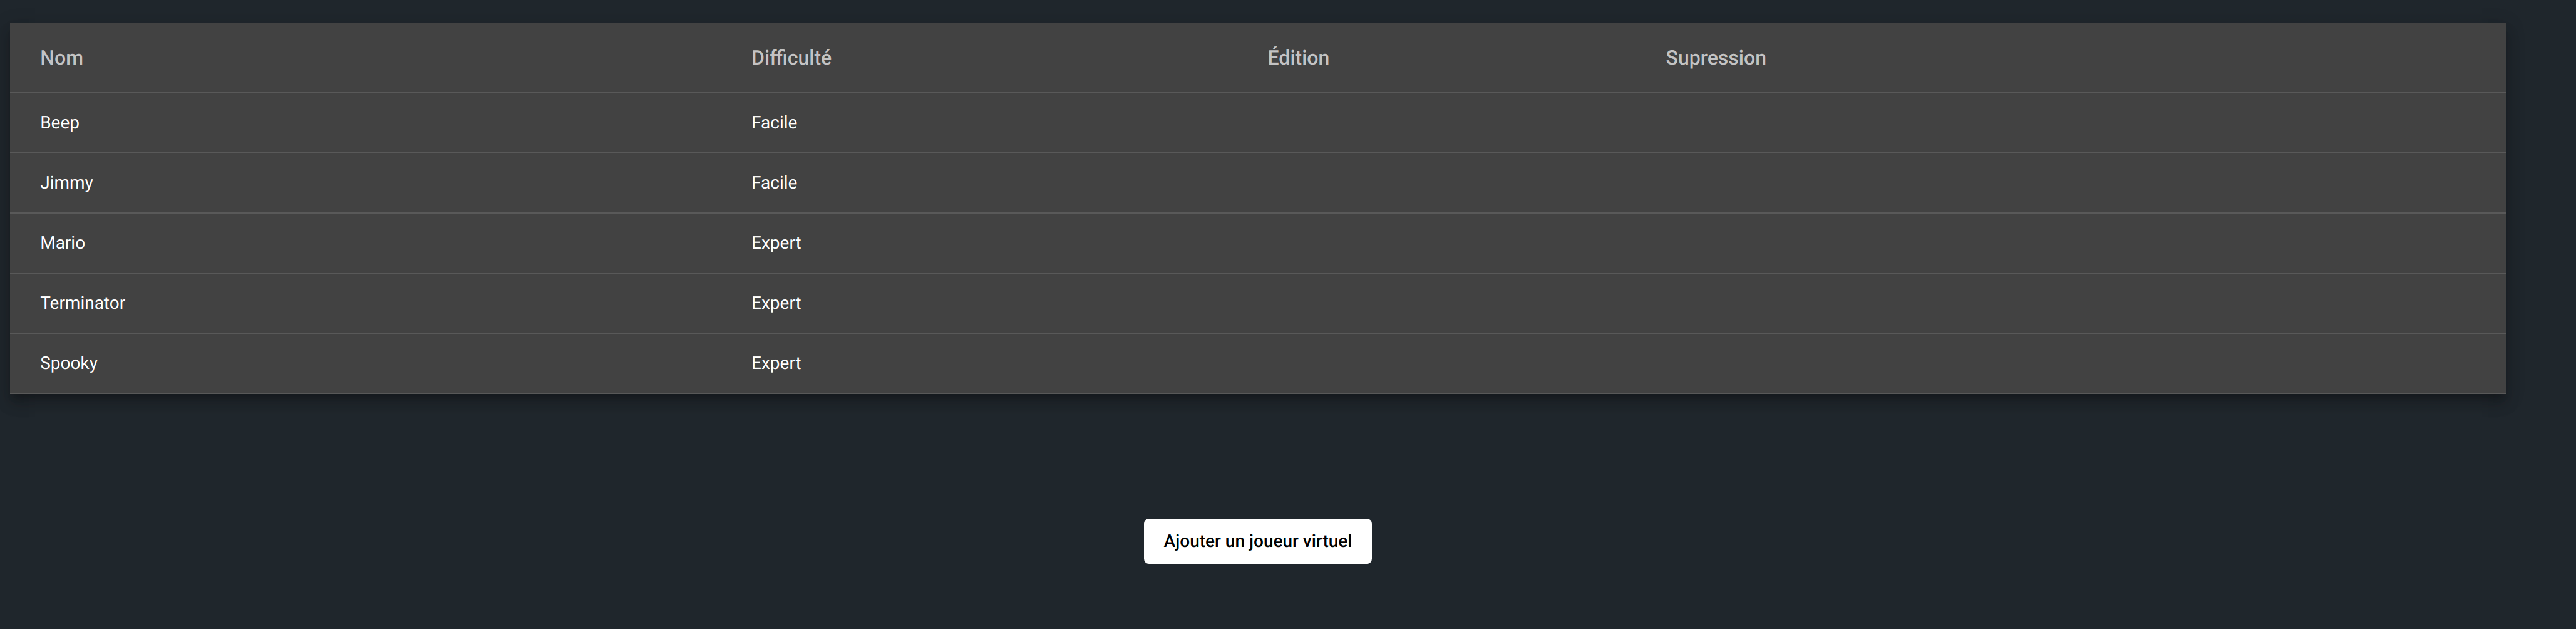 Nom Difficulté Édition Supression
Beep Facile
Jimmy Facile
Mario Expert
Terminator Expert
Spooky Expert
Ajouter un joueur virtuel